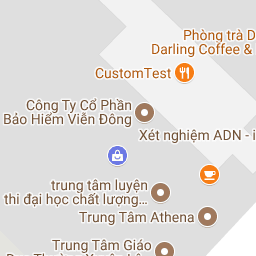 Phòng trà D
Darling Coffee &
CustomTest
Công Ty Cổ Phần
Bảo Hiểm Viễn Đông
Xét nghiệm ADN - i
trung tâm luyện
thi đại học chất lượng...
Trung Tâm Athena
Trung Tâm Giáo